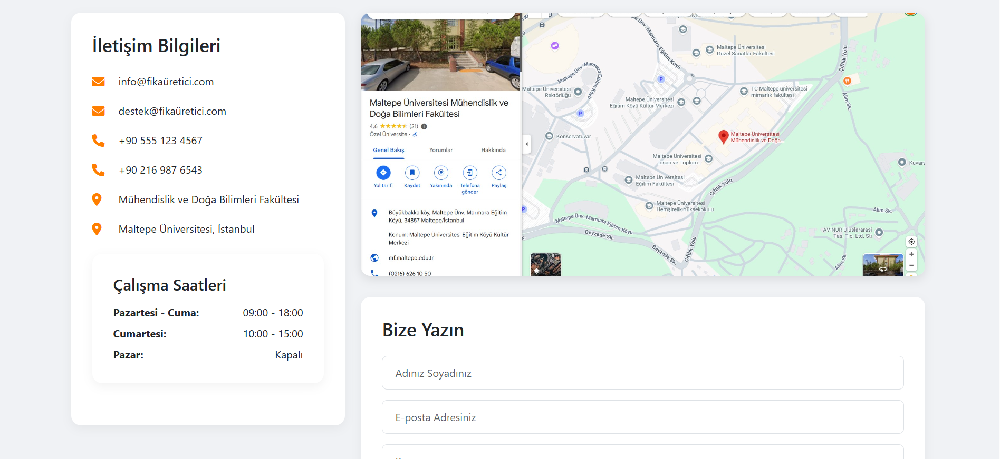 İletişim Bilgileri
info@fikaüretici.com
destek@fikaüretici.com
+90 555 123 4567
+90 216 987 6543
Mühendislik ve Doğa Bilimleri Fakültesi
Maltepe Üniversitesi, İstanbul
Çalışma Saatleri
Pazartesi - Cuma: 09:00 - 18:00
Cumartesi: 10:00 - 15:00
Pazar: Kapalı
Maltepe Üniversitesi Mühendislik ve
Doğa Bilimleri Fakültesi
4,6 (21)
Özel Üniversite
Genel Bakış Yorumlar Hakkında
Yol tarifi Kaydet Yakınında Telefona gönder Paylaş
Büyükbakkalköy, Maltepe Ünv. Marmara Eğitim
Köyü, 34857 Maltepe/İstanbul
Konum: Maltepe Üniversitesi Eğitim Köyü Kültür
Merkezi
mf.maltepe.edu.tr
(0216) 626 10 50
Ünv. Marmara Eğitim Köyü
Maltepe Üniversitesi
Güzel Sanatlar Fakültesi
Çiftlik Yolu
Maltepe Ünv. Marmara
Eğitim Köyü
P
Maltepe Üniversitesi
Rektörlüğü
TC Maltepe üniversitesi
mimarlık fakültesi
Maltepe Üniversitesi
Eğitim Köyü Kültür Merkezi
P
Alim Sk.
Konservatuvar
Maltepe Üniversitesi
Mühendislik ve Doğa...
Maltepe Üniversitesi
İnsan ve Toplum...
Kuvars
Maltepe Üniversitesi
Eğitim Fakültesi
Çiftlik Yolu
Maltepe Üniversitesi
Hemşirelik Yüksekokulu
P
Alim Sk.
Maltepe Ünv. Marmara Eğitim Köyü
Beyzade Sk.
AV-NUR Uluslararası
Tas. Tic. Ltd. Sti
Beyzade Sk.
Çiftlik Yolu
Alim Sk.
Bize Yazın
Adınız Soyadınız
E-posta Adresiniz